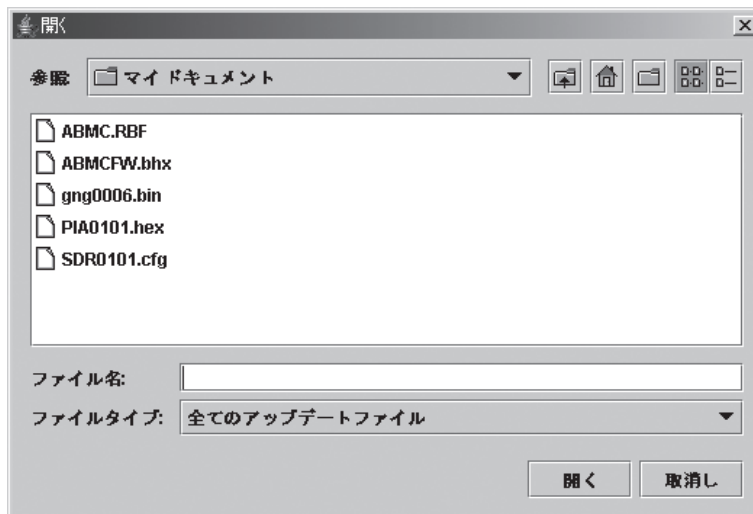 開く
参照: マイ ドキュメント
ABMC.RBF
ABMCFW.bhx
gng0006.bin
PIA0101.hex
SDR0101.cfg
ファイル名:
ファイルタイプ: 全てのアップデートファイル
開く 取消し